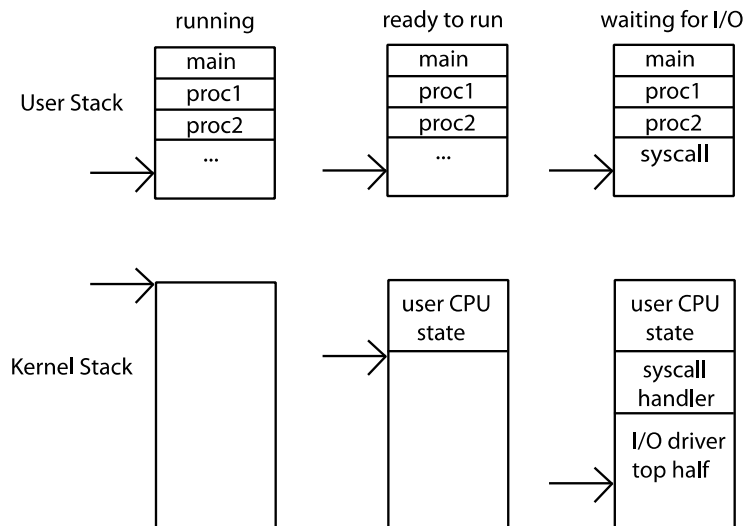 running
ready to run
waiting for I/O
User Stack
main
proc1
proc2
...
main
proc1
proc2
...
main
proc1
proc2
syscall
Kernel Stack
user CPU
state
user CPU
state
syscall
handler
I/O driver
top half